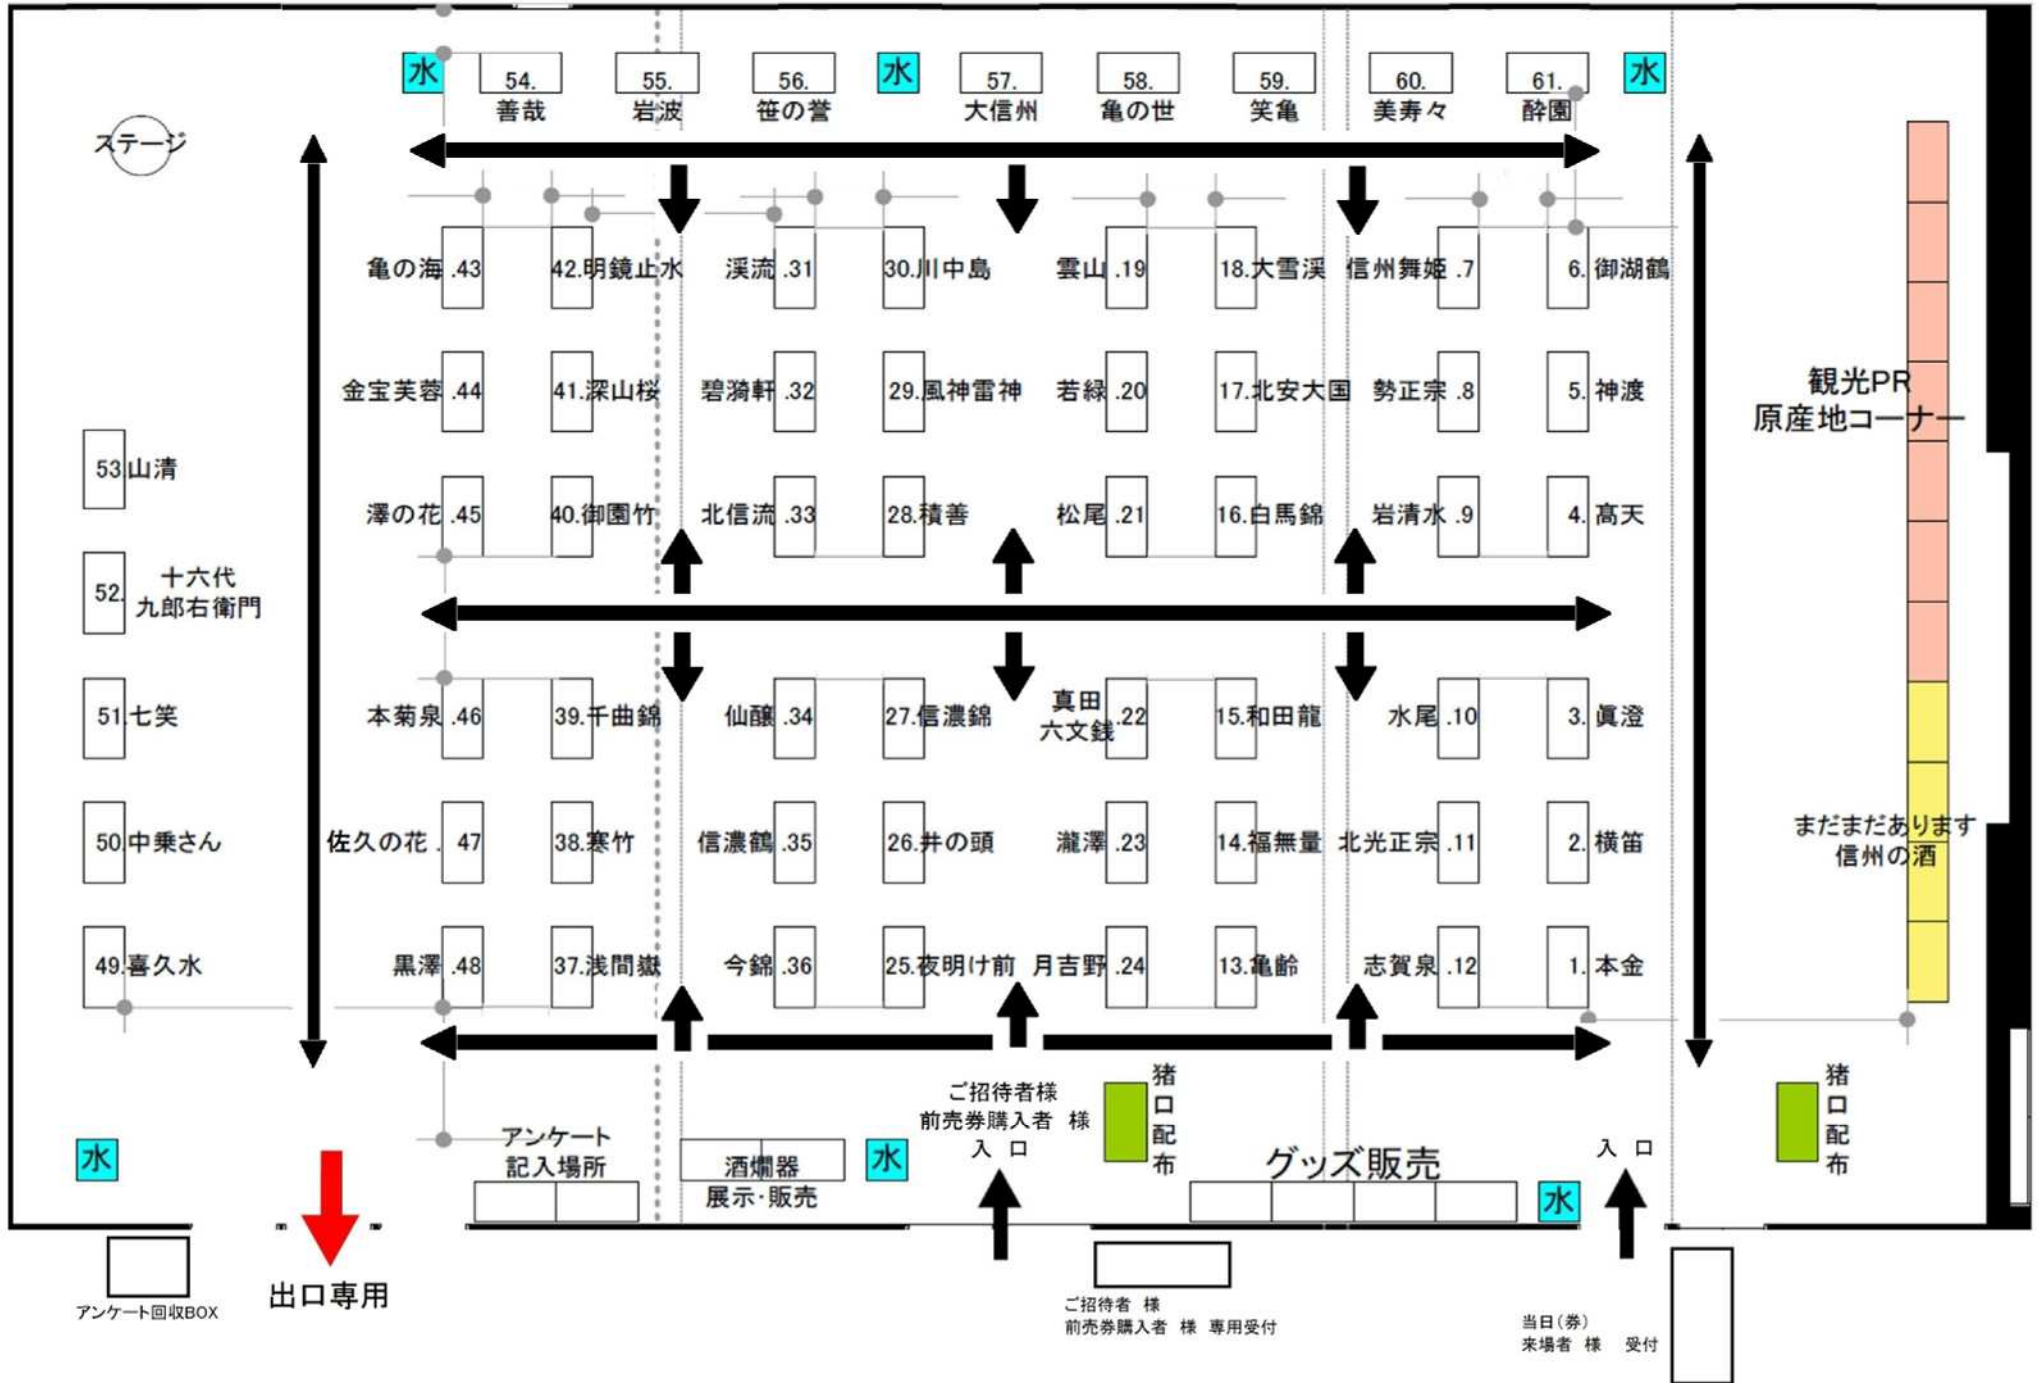 水
54.
55.
56.
水
57.
58.
59.
60.
61.
水
善哉
岩波
笹の誉
大信州
亀の世
笑亀
美寿々
酔園
ステージ
亀の海 .43
42.明鏡止水
渓流 .31
30.川中島
雲山 .19
18.大雪渓
信州舞姫 .7
6. 御湖鶴
金宝芙蓉 .44
41.深山桜
碧漪軒 .32
29.風神雷神
若緑 .20
17.北安大国
勢正宗 .8
5. 神渡
観光PR
原産地コーナー
53.山清
澤の花 .45
40.御園竹
北信流 .33
28.積善
松尾 .21
16.白馬錦
岩清水 .9
4. 髙天
52.
十六代
九郎右衛門
51.七笑
本菊泉 .46
39.千曲錦
仙醸 .34
27.信濃錦
真田
六文銭 .22
15.和田龍
水尾 .10
3. 眞澄
50.中乗さん
佐久の花 . 47
38.寒竹
信濃鶴 .35
26.井の頭
瀧澤 .23
14.福無量
北光正宗 .11
2. 横笛
まだまだあります
信州の酒
49.喜久水
黒澤 .48
37.浅間嶽
今錦 .36
25.夜明け前
月吉野 .24
13.亀齢
志賀泉 .12
1. 本金
水
アンケート
記入場所
酒燗器
展示・販売
水
ご招待者様
前売券購入者 様
入 口
猪口配布
グッズ販売
水
入 口
猪口配布
アンケート回収BOX
出口専用
ご招待者 様
前売券購入者 様 専用受付
当日(券)
来場者 様 受付